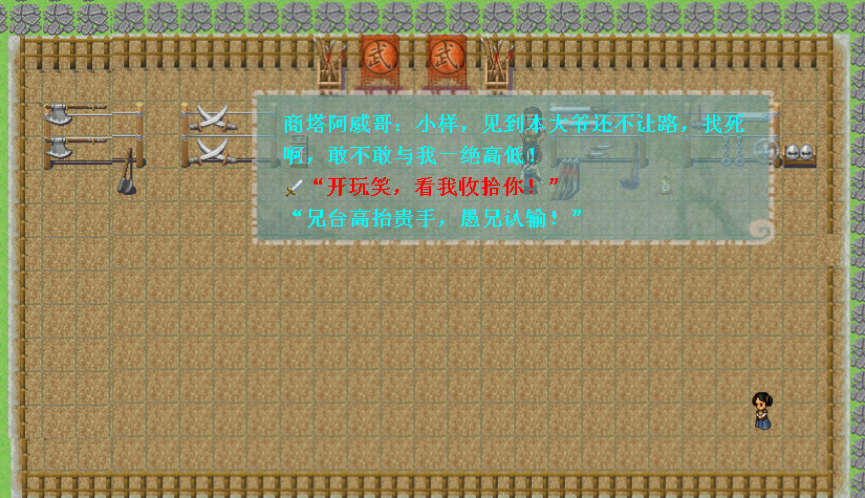 武 武
商塔阿威哥：小样，见到本大爷还不让路，找死
啊，敢不敢与我一绝高低！
“开玩笑，看我收拾你！”
“兄台高抬贵手，愚兄认输！”